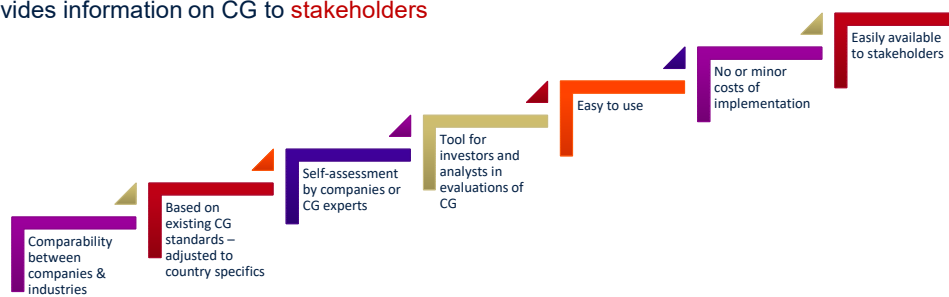 vides information on CG to stakeholders
Comparability
between
companies &
industries
Based on
existing CG
standards –
adjusted to
country specifics
Self-assessment
by companies or
CG experts
Tool for
investors and
analysts in
evaluations of
CG
Easy to use
No or minor
costs of
implementation
Easily available
to stakeholders